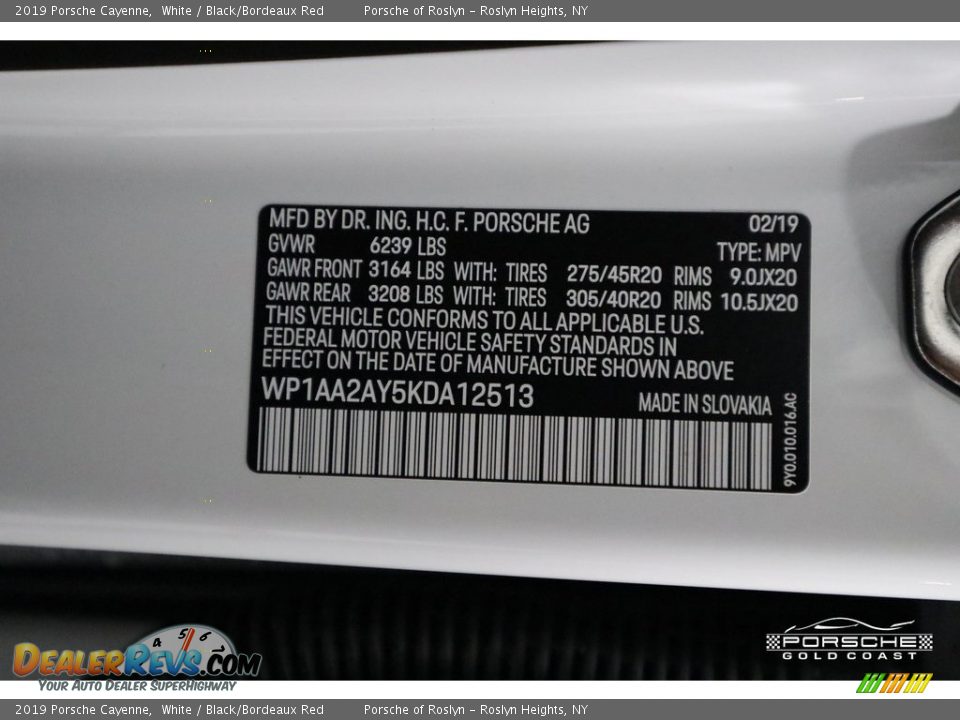 2019 Porsche Cayenne, White / Black/Bordeaux Red Porsche of Roslyn - Roslyn Heights, NY
MFD BY DR. ING. H.C. F. PORSCHE AG 02/19
GVWR 6239 LBS TYPE: MPV
GAWR FRONT 3164 LBS WITH: TIRES 275/45R20 RIMS 9.0JX20
GAWR REAR 3208 LBS WITH: TIRES 305/40R20 RIMS 10.5JX20
THIS VEHICLE CONFORMS TO ALL APPLICABLE U.S.
FEDERAL MOTOR VEHICLE SAFETY STANDARDS IN
EFFECT ON THE DATE OF MANUFACTURE SHOWN ABOVE
WP1AA2AY5KDA12513 MADE IN SLOVAKIA
9Y0.010.016.AC
4 5 6
DEALERREVS.COM
YOUR AUTO DEALER SUPERHIGHWAY
PORSCHE
GOLD COAST
2019 Porsche Cayenne, White / Black/Bordeaux Red Porsche of Roslyn - Roslyn Heights, NY